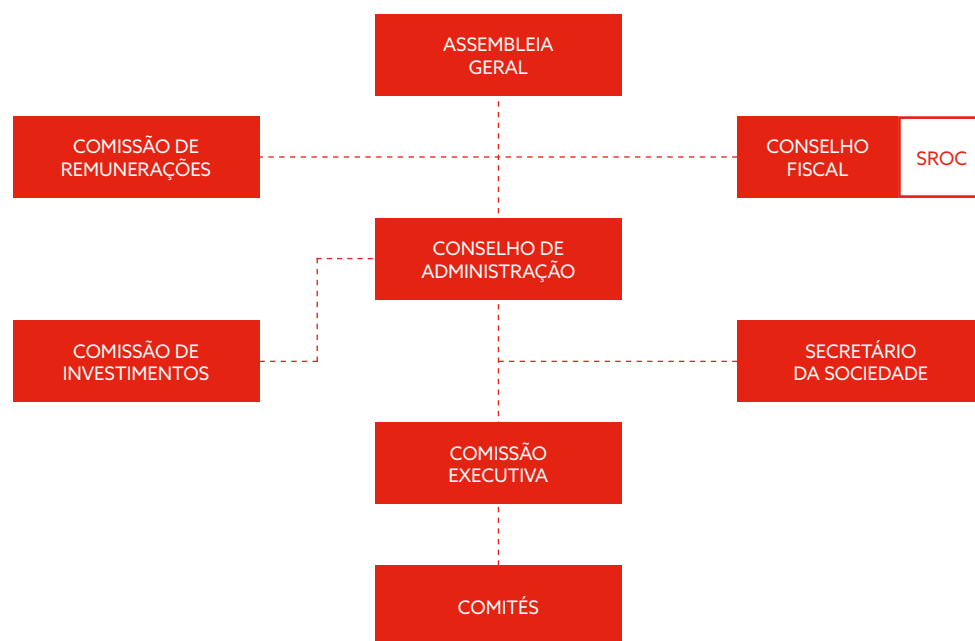 ASSEMBLEIA
GERAL
COMISSÃO DE
REMUNERAÇÕES
CONSELHO
FISCAL
SROC
CONSELHO DE
ADMINISTRAÇÃO
COMISSÃO DE
INVESTIMENTOS
SECRETÁRIO
DA SOCIEDADE
COMISSÃO
EXECUTIVA
COMITÉS